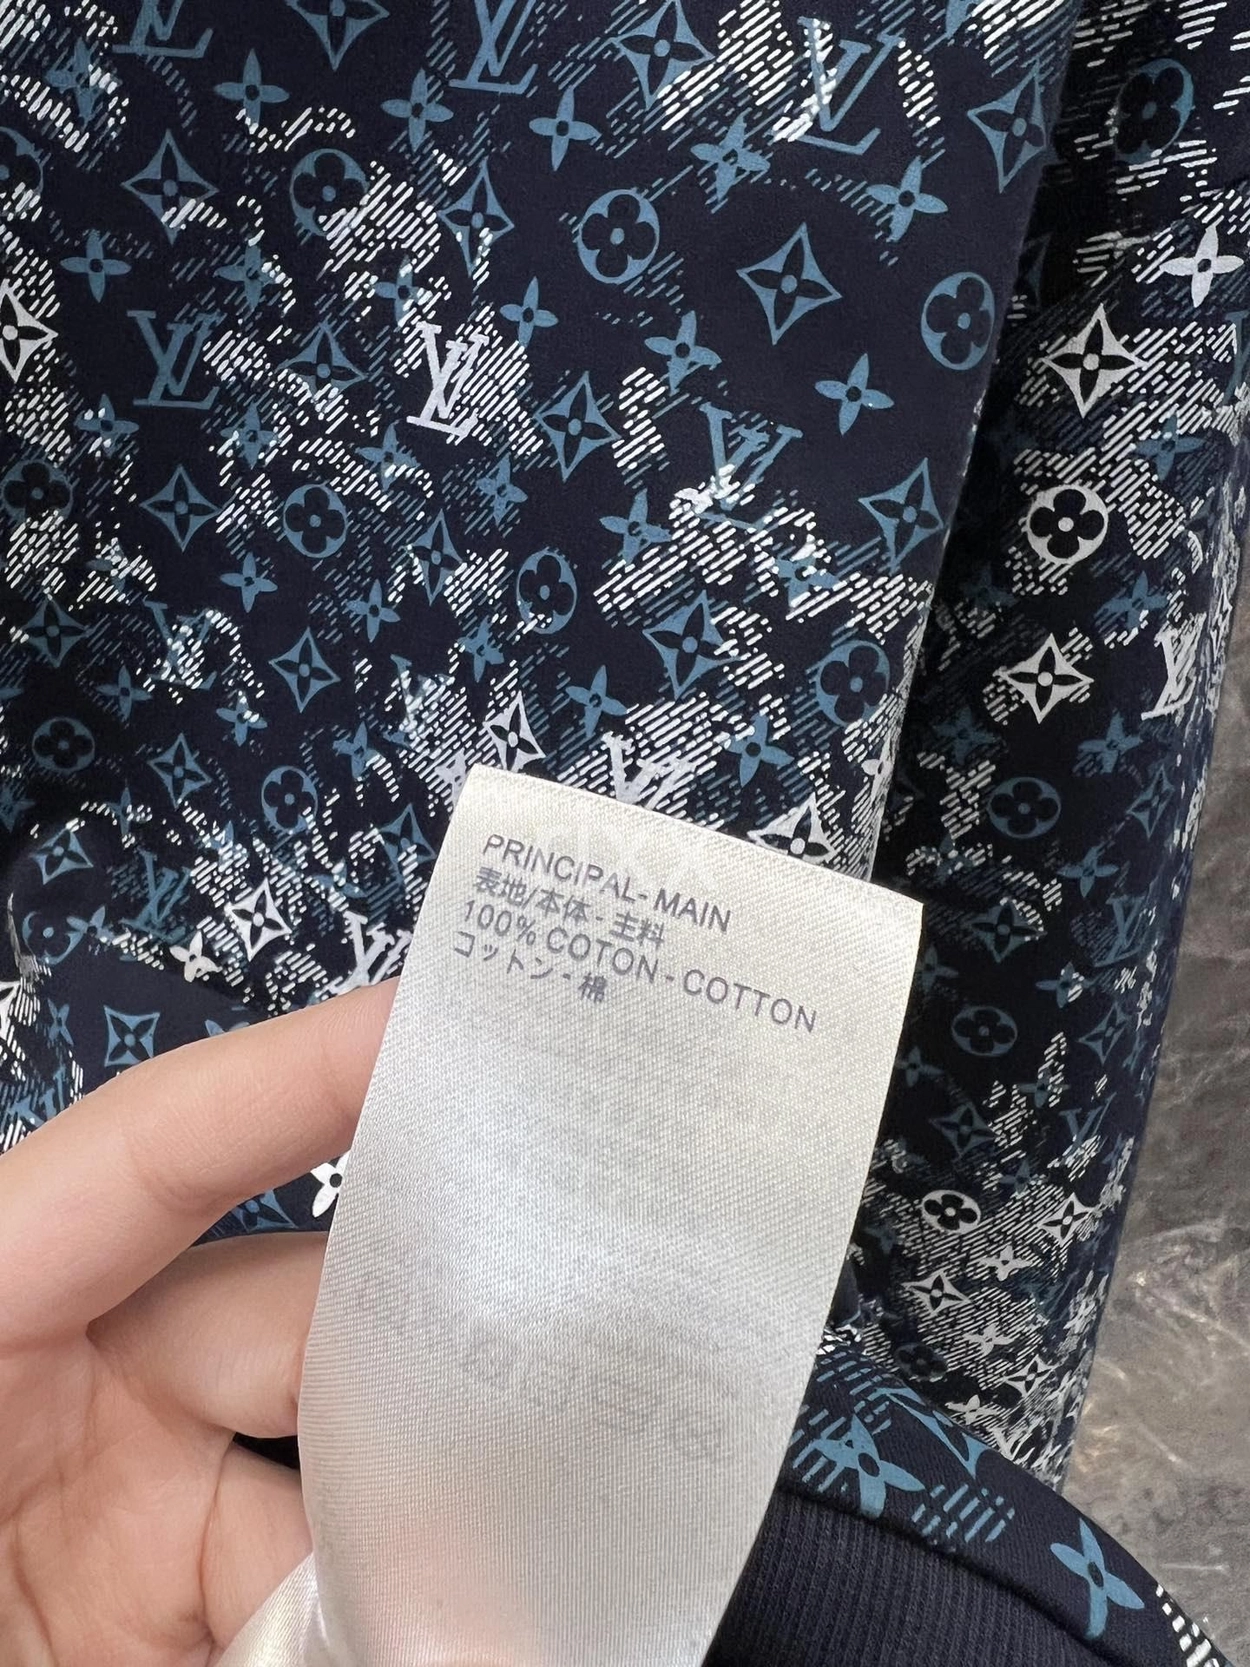 PRINCIPAL - MAIN
表地/本体 - 主料
100% COTON - COTTON
コットン - 棉